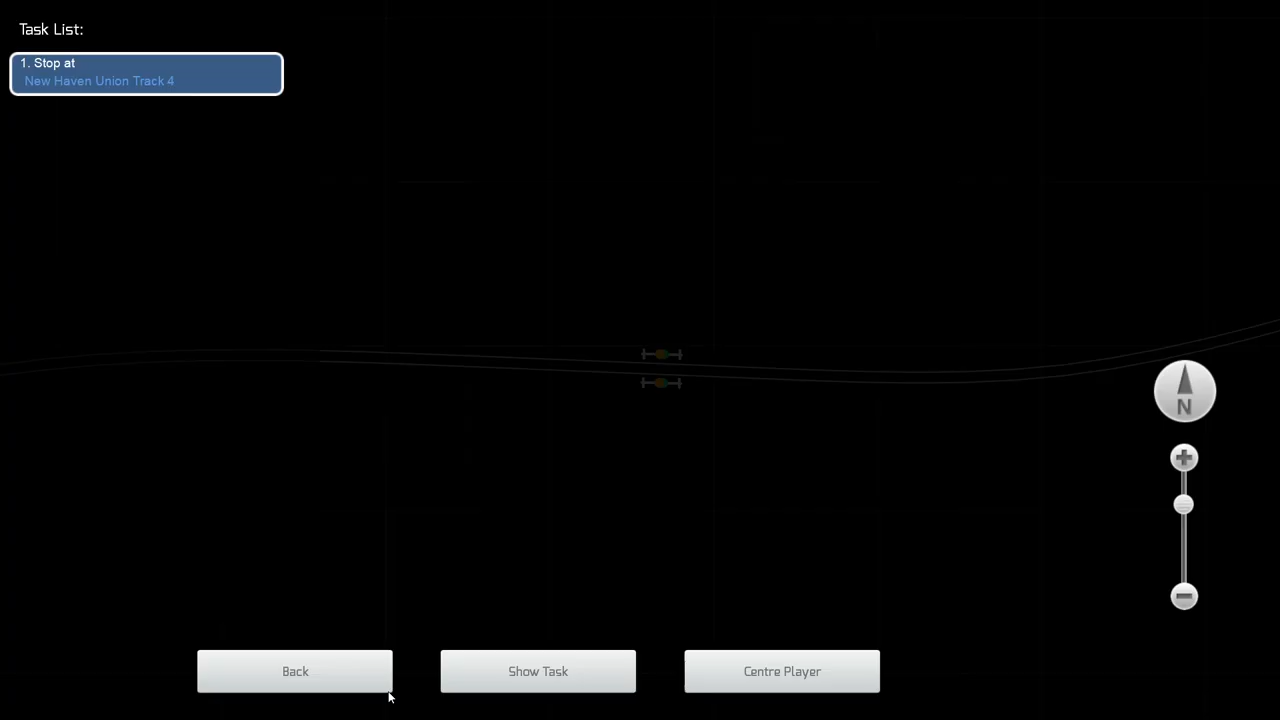 Task List:
1. Stop at
New Haven Union Track 4
N
Back
Show Task
Centre Player